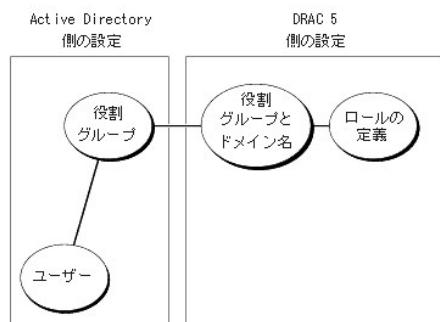 Active Directory
側の設定
DRAC 5
側の設定
役割
グループ
役割
グループと
ドメイン名
ロールの
定義
ユーザー